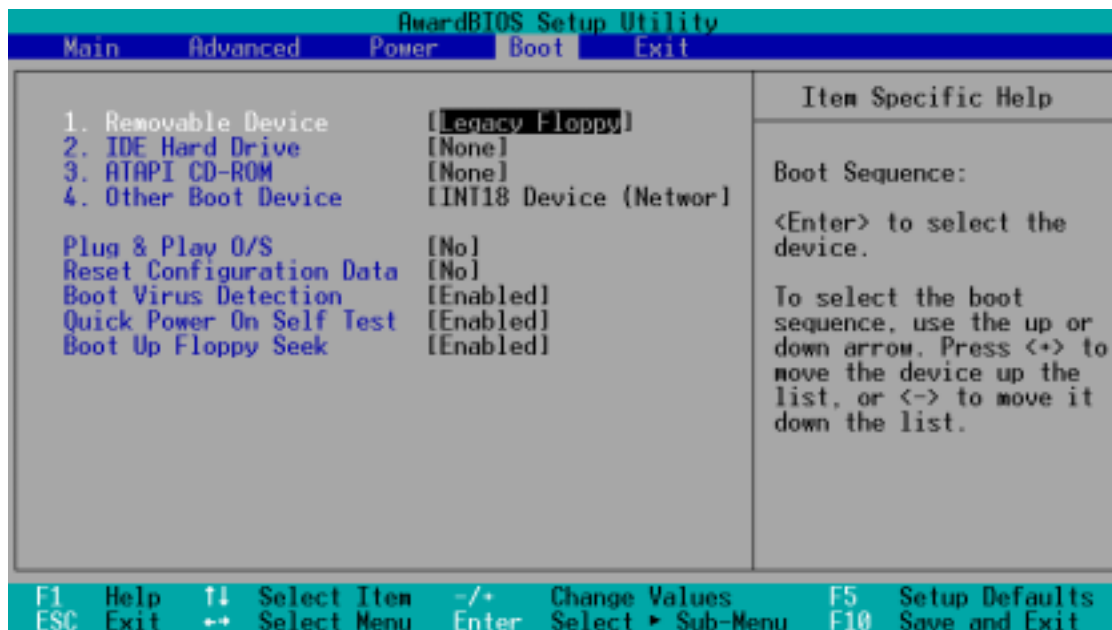 AwardBIOS Setup Utility
Main Advanced Power Boot Exit
Item Specific Help
1. Removable Device [Legacy Floppy]
2. IDE Hard Drive [None]
3. ATAPI CD-ROM [None]
4. Other Boot Device [INT18 Device (Networ]
Plug & Play O/S [No]
Reset Configuration Data [No]
Boot Virus Detection [Enabled]
Quick Power On Self Test [Enabled]
Boot Up Floppy Seek [Enabled]
Boot Sequence:
<Enter> to select the
device.
To select the boot
sequence, use the up or
down arrow. Press <+> to
move the device up the
list, or <-> to move it
down the list.
F1 Help ↑↓ Select Item -/+ Change Values F5 Setup Defaults
ESC Exit ←→ Select Menu Enter Select ► Sub-Menu F10 Save and Exit